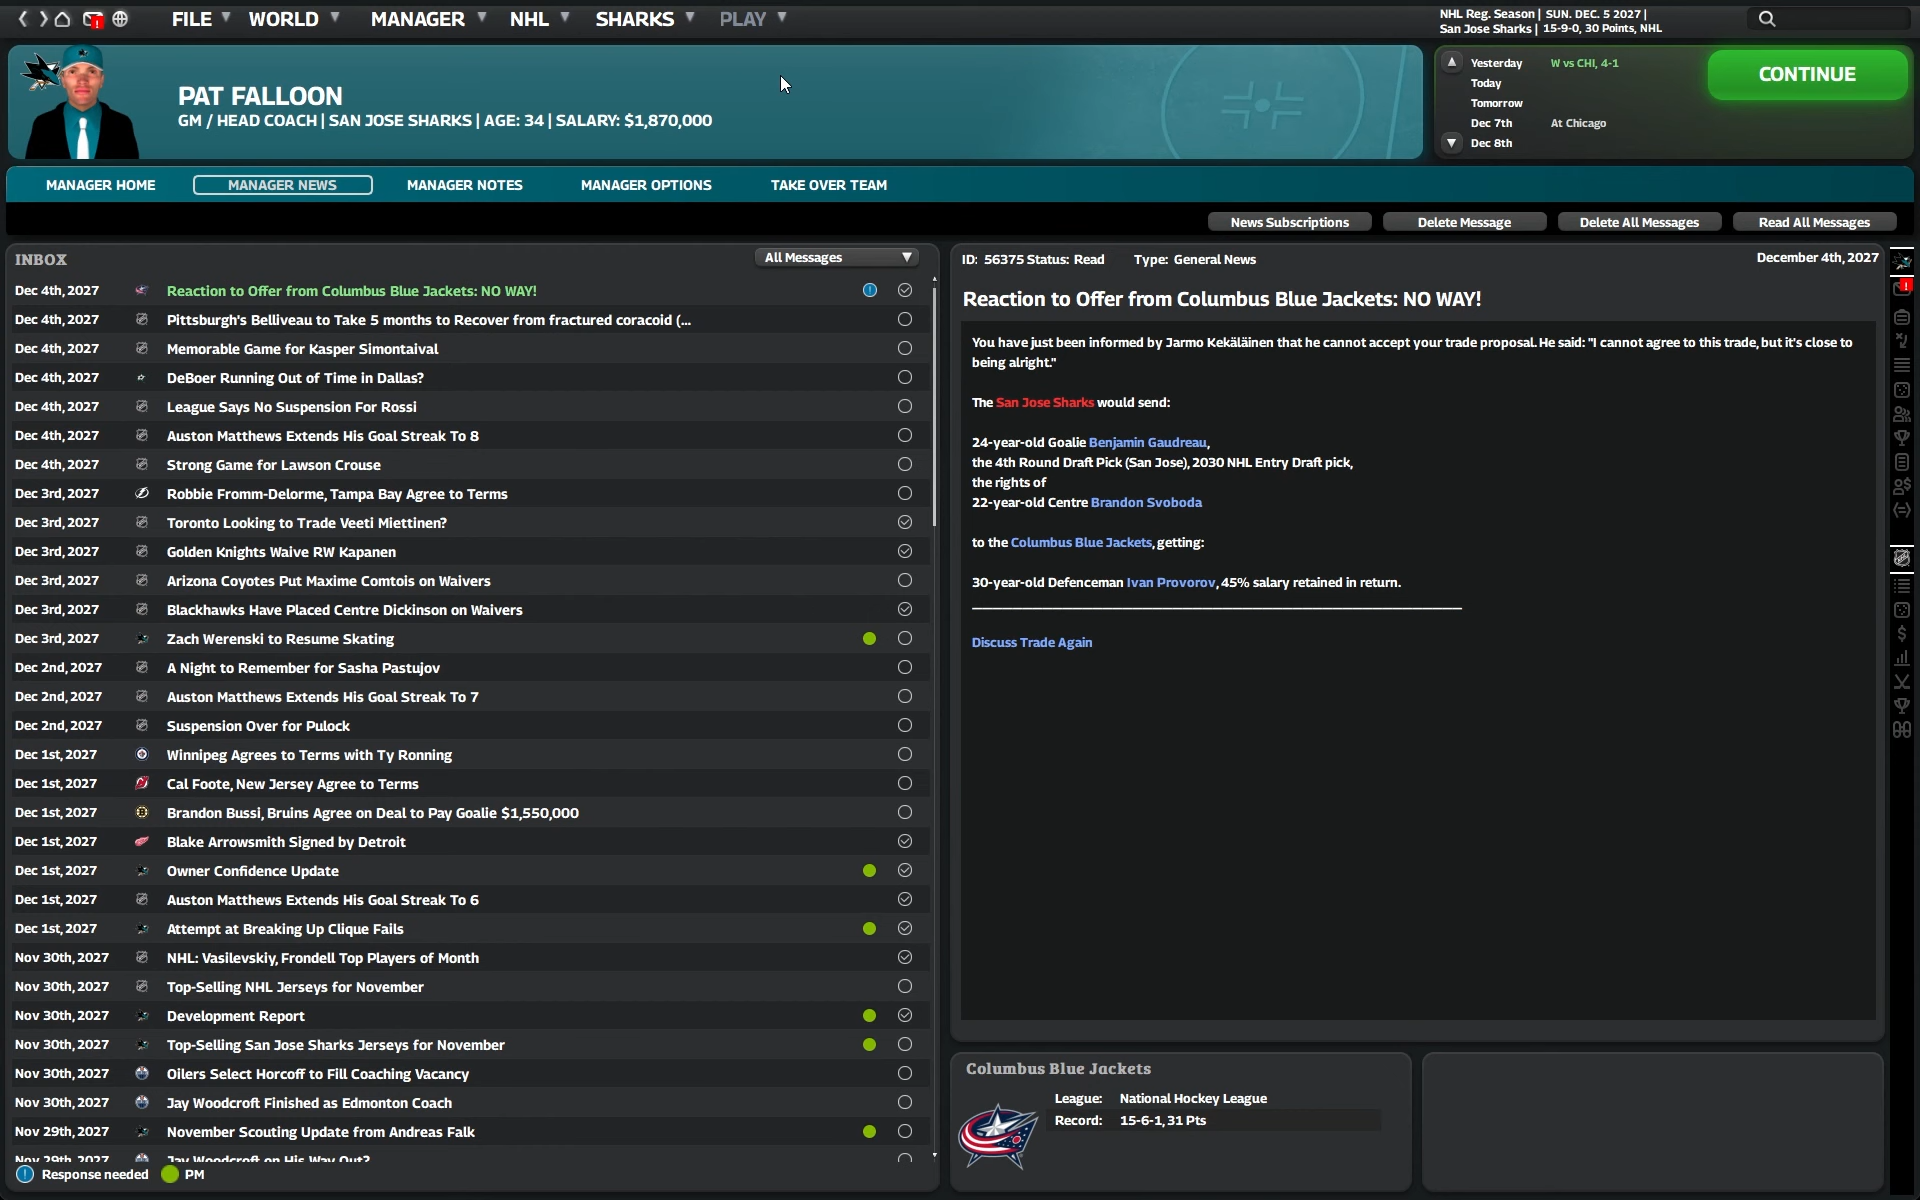 FILE WORLD MANAGER NHL SHARKS PLAY
NHL Reg. Season | SUN. DEC. 5 2027 |
San Jose Sharks | 15-9-0, 30 Points, NHL
PAT FALLOON
GM / HEAD COACH | SAN JOSE SHARKS | AGE: 34 | SALARY: $1,870,000
Yesterday W vs CHI, 4-1
Today
Tomorrow
Dec 7th At Chicago
Dec 8th
CONTINUE
MANAGER HOME MANAGER NEWS MANAGER NOTES MANAGER OPTIONS TAKE OVER TEAM
News Subscriptions Delete Message Delete All Messages Read All Messages
INBOX All Messages
Dec 4th, 2027 Reaction to Offer from Columbus Blue Jackets: NO WAY!
Dec 4th, 2027 Pittsburgh's Belliveau to Take 5 months to Recover from fractured coracoid (...
Dec 4th, 2027 Memorable Game for Kasper Simontaival
Dec 4th, 2027 DeBoer Running Out of Time in Dallas?
Dec 4th, 2027 League Says No Suspension For Rossi
Dec 4th, 2027 Auston Matthews Extends His Goal Streak To 8
Dec 4th, 2027 Strong Game for Lawson Crouse
Dec 3rd, 2027 Robbie Fromm-Delorme, Tampa Bay Agree to Terms
Dec 3rd, 2027 Toronto Looking to Trade Veeti Miettinen?
Dec 3rd, 2027 Golden Knights Waive RW Kapanen
Dec 3rd, 2027 Arizona Coyotes Put Maxime Comtois on Waivers
Dec 3rd, 2027 Blackhawks Have Placed Centre Dickinson on Waivers
Dec 3rd, 2027 Zach Werenski to Resume Skating
Dec 2nd, 2027 A Night to Remember for Sasha Pastujov
Dec 2nd, 2027 Auston Matthews Extends His Goal Streak To 7
Dec 2nd, 2027 Suspension Over for Pulock
Dec 1st, 2027 Winnipeg Agrees to Terms with Ty Ronning
Dec 1st, 2027 Cal Foote, New Jersey Agree to Terms
Dec 1st, 2027 Brandon Bussi, Bruins Agree on Deal to Pay Goalie $1,550,000
Dec 1st, 2027 Blake Arrowsmith Signed by Detroit
Dec 1st, 2027 Owner Confidence Update
Dec 1st, 2027 Auston Matthews Extends His Goal Streak To 6
Dec 1st, 2027 Attempt at Breaking Up Clique Fails
Nov 30th, 2027 NHL: Vasilevskiy, Frondell Top Players of Month
Nov 30th, 2027 Top-Selling NHL Jerseys for November
Nov 30th, 2027 Development Report
Nov 30th, 2027 Top-Selling San Jose Sharks Jerseys for November
Nov 30th, 2027 Oilers Select Horcoff to Fill Coaching Vacancy
Nov 30th, 2027 Jay Woodcroft Finished as Edmonton Coach
Nov 29th, 2027 November Scouting Update from Andreas Falk
Nov 29th, 2027 Jay Woodcroft on His Way Out?
Response needed PM
ID: 56375 Status: Read Type: General News December 4th, 2027
Reaction to Offer from Columbus Blue Jackets: NO WAY!
You have just been informed by Jarmo Kekäläinen that he cannot accept your trade proposal. He said: "I cannot agree to this trade, but it's close to
being alright."
The San Jose Sharks would send:
24-year-old Goalie Benjamin Gaudreau,
the 4th Round Draft Pick (San Jose), 2030 NHL Entry Draft pick,
the rights of
22-year-old Centre Brandon Svoboda
to the Columbus Blue Jackets, getting:
30-year-old Defenceman Ivan Provorov, 45% salary retained in return.
Discuss Trade Again
Columbus Blue Jackets
League: National Hockey League
Record: 15-6-1, 31 Pts